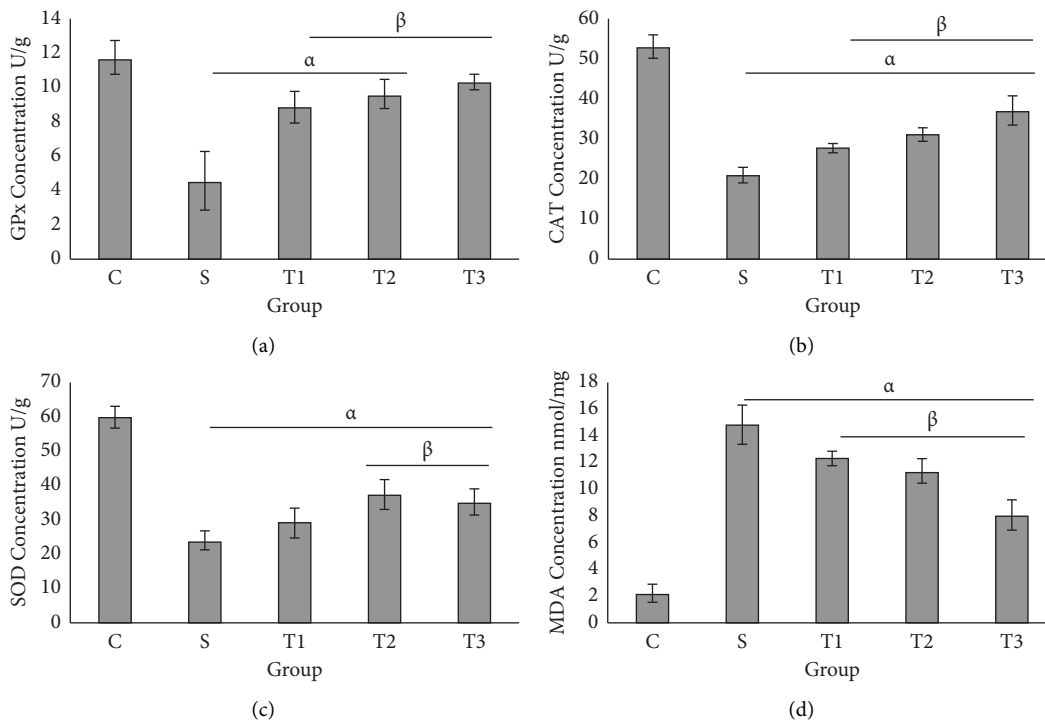 GPx Concentration U/g
14
12
10
8
6
4
2
0
α
β
C S T1 T2 T3
Group
(a)
CAT Concentration U/g
60
50
40
30
20
10
0
β
α
C S T1 T2 T3
Group
(b)
SOD Concentration U/g
70
60
50
40
30
20
10
0
α
β
C S T1 T2 T3
Group
(c)
MDA Concentration nmol/mg
18
16
14
12
10
8
6
4
2
0
α
β
C S T1 T2 T3
Group
(d)